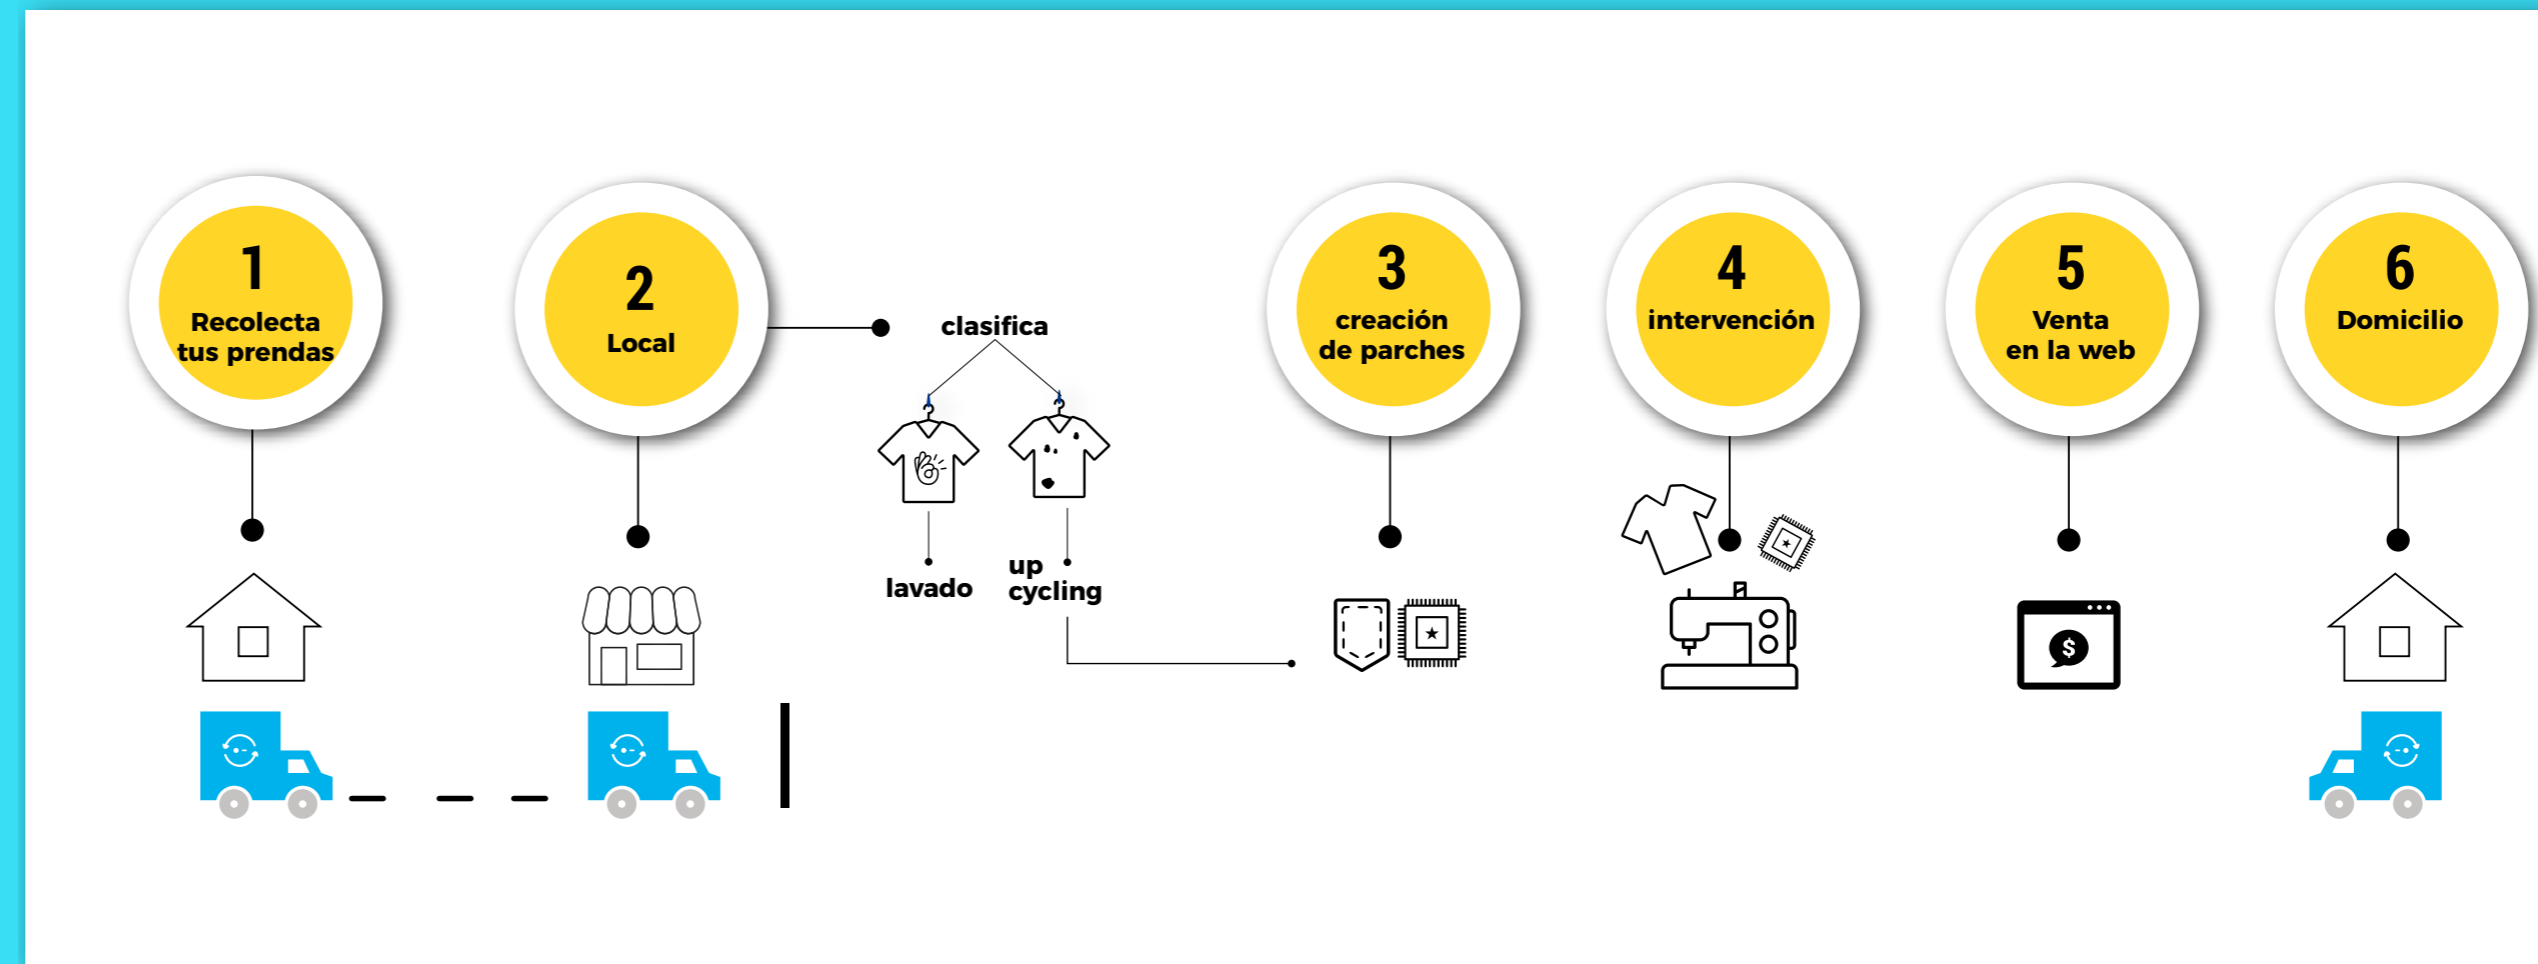 1
Recolecta
tus prendas
2
Local
clasifica
lavado
up
cycling
3
creación
de parches
4
intervención
5
Venta
en la web
$
6
Domicilio